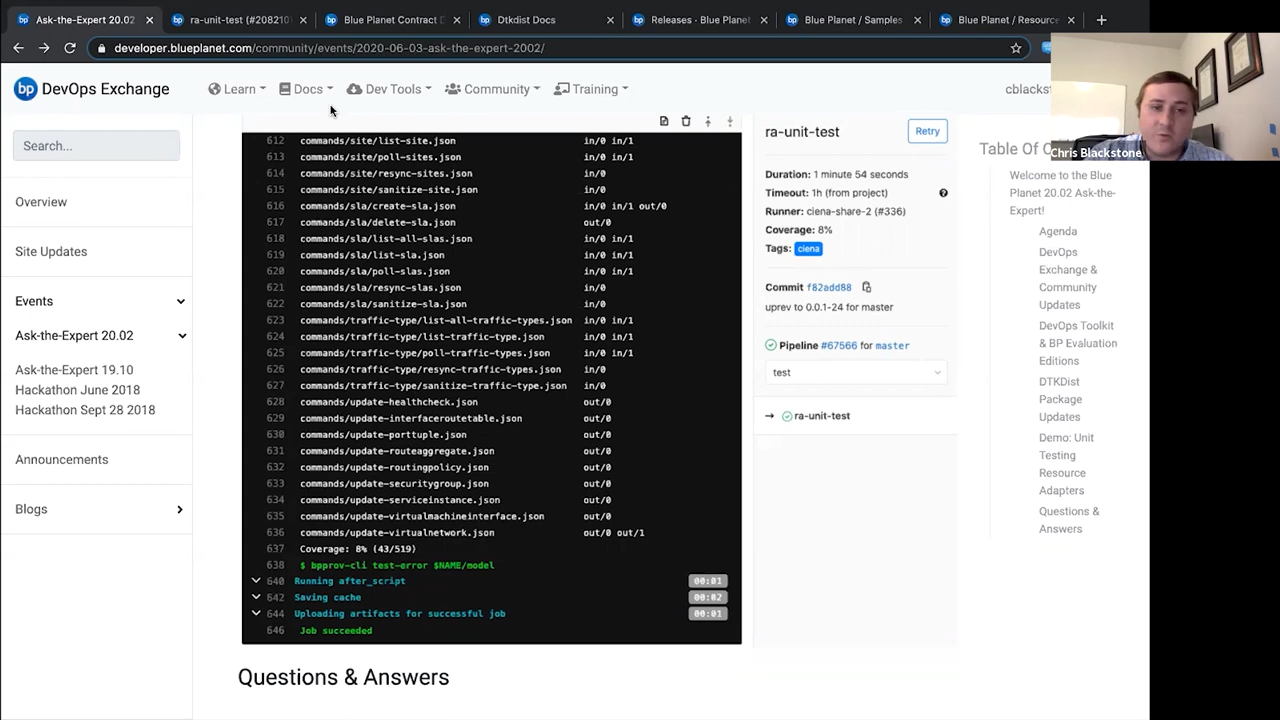 Ask-the-Expert 20.02
ra-unit-test (#208210
Blue Planet Contract D
Dtkdist Docs
Releases · Blue Planet
Blue Planet / Samples
Blue Planet / Resource
developer.blueplanet.com/community/events/2020-06-03-ask-the-expert-2002/
bp DevOps Exchange
Learn
Docs
Dev Tools
Community
Training
cblacks
Chris Blackstone
Search...
Overview
Site Updates
Events
Ask-the-Expert 20.02
Ask-the-Expert 19.10
Hackathon June 2018
Hackathon Sept 28 2018
Announcements
Blogs
612 commands/site/list-site.json in/0 in/1
613 commands/site/poll-sites.json in/0 in/1
614 commands/site/resync-sites.json in/0
615 commands/site/sanitize-site.json in/0
616 commands/sla/create-sla.json in/0 in/1 out/0
617 commands/sla/delete-sla.json out/0
618 commands/sla/list-all-slas.json in/0 in/1
619 commands/sla/list-sla.json in/0 in/1
620 commands/sla/poll-slas.json in/0 in/1
621 commands/sla/resync-slas.json in/0
622 commands/sla/sanitize-sla.json in/0
623 commands/traffic-type/list-all-traffic-types.json in/0 in/1
624 commands/traffic-type/list-traffic-type.json in/0 in/1
625 commands/traffic-type/poll-traffic-types.json in/0 in/1
626 commands/traffic-type/resync-traffic-types.json in/0
627 commands/traffic-type/sanitize-traffic-type.json in/0
628 commands/update-healthcheck.json out/0
629 commands/update-interfaceroutetable.json out/0
630 commands/update-porttuple.json out/0
631 commands/update-routeaggregate.json out/0
632 commands/update-routingpolicy.json out/0
633 commands/update-securitygroup.json out/0
634 commands/update-serviceinstance.json out/0
635 commands/update-virtualmachineinterface.json out/0
636 commands/update-virtualnetwork.json out/0 out/1
637 Coverage: 8% (43/519)
638 $ bpprov-cli test-error $NAME/model
640 Running after_script 00:01
642 Saving cache 00:02
644 Uploading artifacts for successful job 00:01
646 Job succeeded
Questions & Answers
ra-unit-test
Retry
Duration: 1 minute 54 seconds
Timeout: 1h (from project)
Runner: ciena-share-2 (#336)
Coverage: 8%
Tags: ciena
Commit f82add88
uprev to 0.0.1-24 for master
Pipeline #67566 for master
test
→ ra-unit-test
Table Of C
Welcome to the Blue
Planet 20.02 Ask-the-
Expert!
Agenda
DevOps
Exchange &
Community
Updates
DevOps Toolkit
& BP Evaluation
Editions
DTKDist
Package
Updates
Demo: Unit
Testing
Resource
Adapters
Questions &
Answers